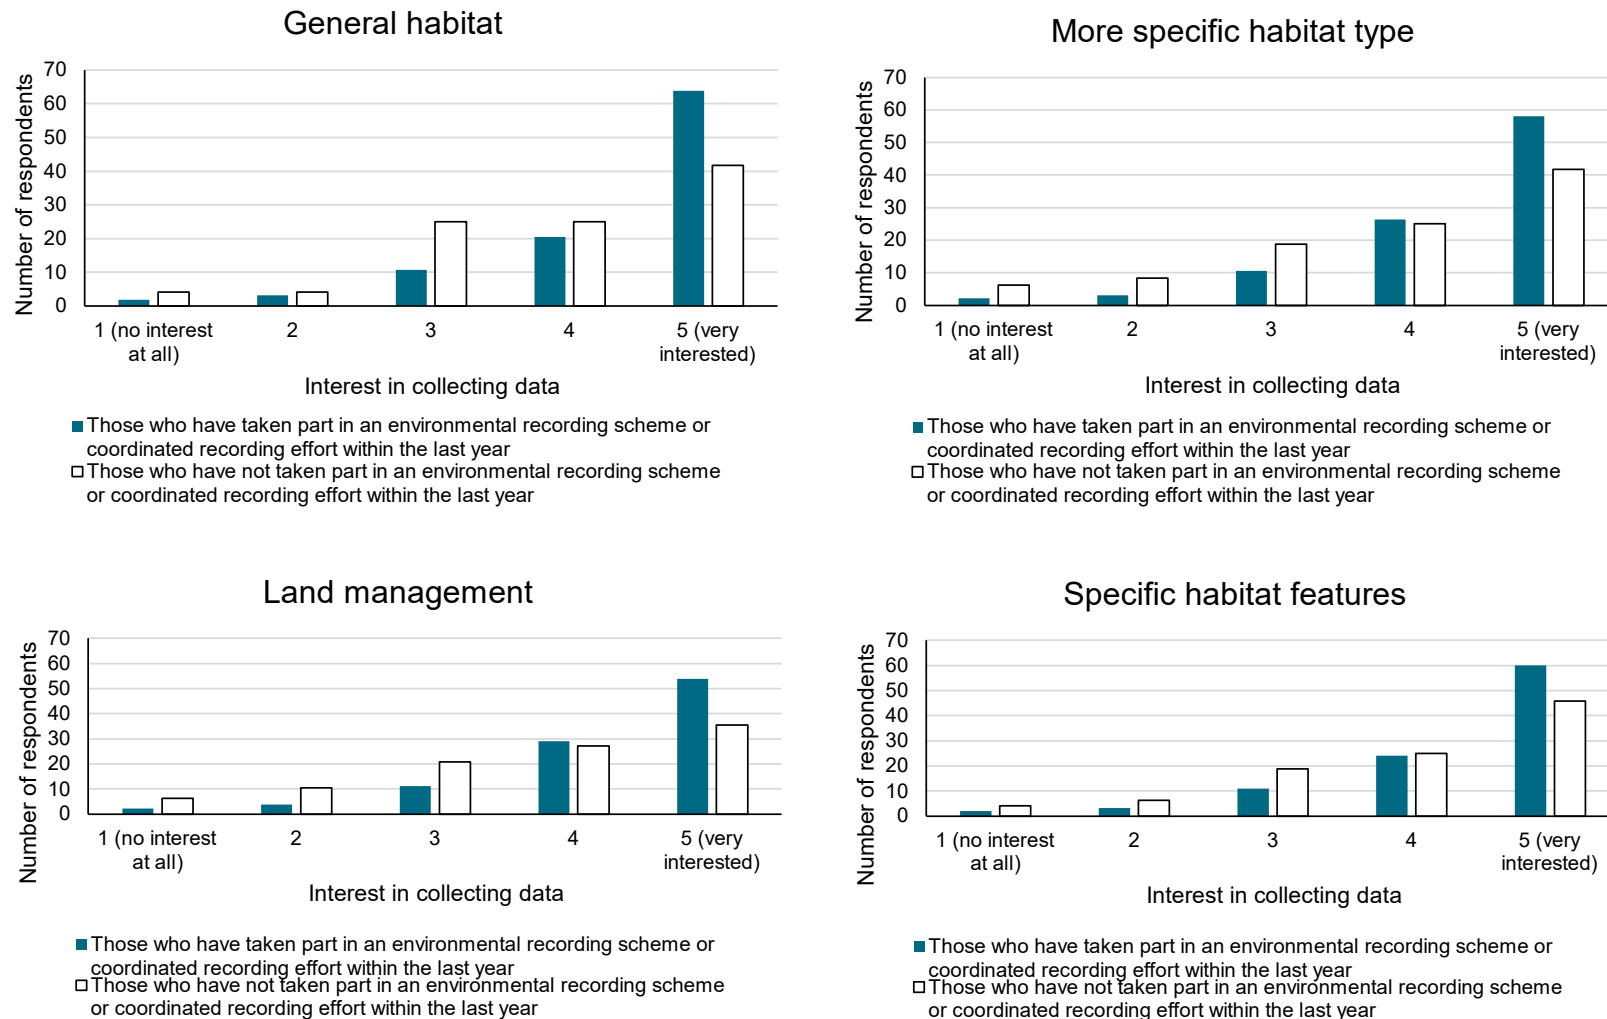 General habitat
Number of respondents
70
60
50
40
30
20
10
0
1 (no interest
at all)
2
3
4
5 (very
interested)
Interest in collecting data
Those who have taken part in an environmental recording scheme or
coordinated recording effort within the last year
Those who have not taken part in an environmental recording scheme
or coordinated recording effort within the last year
More specific habitat type
Number of respondents
70
60
50
40
30
20
10
0
1 (no interest
at all)
2
3
4
5 (very
interested)
Interest in collecting data
Those who have taken part in an environmental recording scheme or
coordinated recording effort within the last year
Those who have not taken part in an environmental recording scheme
or coordinated recording effort within the last year
Land management
Number of respondents
70
60
50
40
30
20
10
0
1 (no interest
at all)
2
3
4
5 (very
interested)
Interest in collecting data
Those who have taken part in an environmental recording scheme or
coordinated recording effort within the last year
Those who have not taken part in an environmental recording scheme
or coordinated recording effort within the last year
Specific habitat features
Number of respondents
70
60
50
40
30
20
10
0
1 (no interest
at all)
2
3
4
5 (very
interested)
Interest in collecting data
Those who have taken part in an environmental recording scheme or
coordinated recording effort within the last year
Those who have not taken part in an environmental recording scheme
or coordinated recording effort within the last year